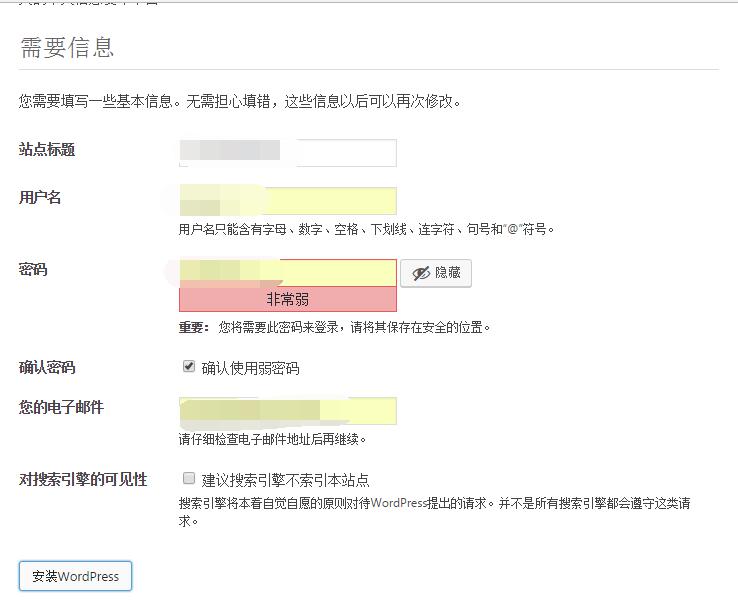 需要信息
您需要填写一些基本信息。无需担心填错，这些信息以后可以再次修改。
站点标题
用户名
用户名只能含有字母、数字、空格、下划线、连字符、句号和“@”符号。
密码
隐藏
非常弱
重要： 您将需要此密码来登录，请将其保存在安全的位置。
确认密码
确认使用弱密码
您的电子邮件
请仔细检查电子邮件地址后再继续。
对搜索引擎的可见性
建议搜索引擎不索引本站点
搜索引擎将本着自觉自愿的原则对待WordPress提出的请求。并不是所有搜索引擎都会遵守这类请
求。
安装WordPress